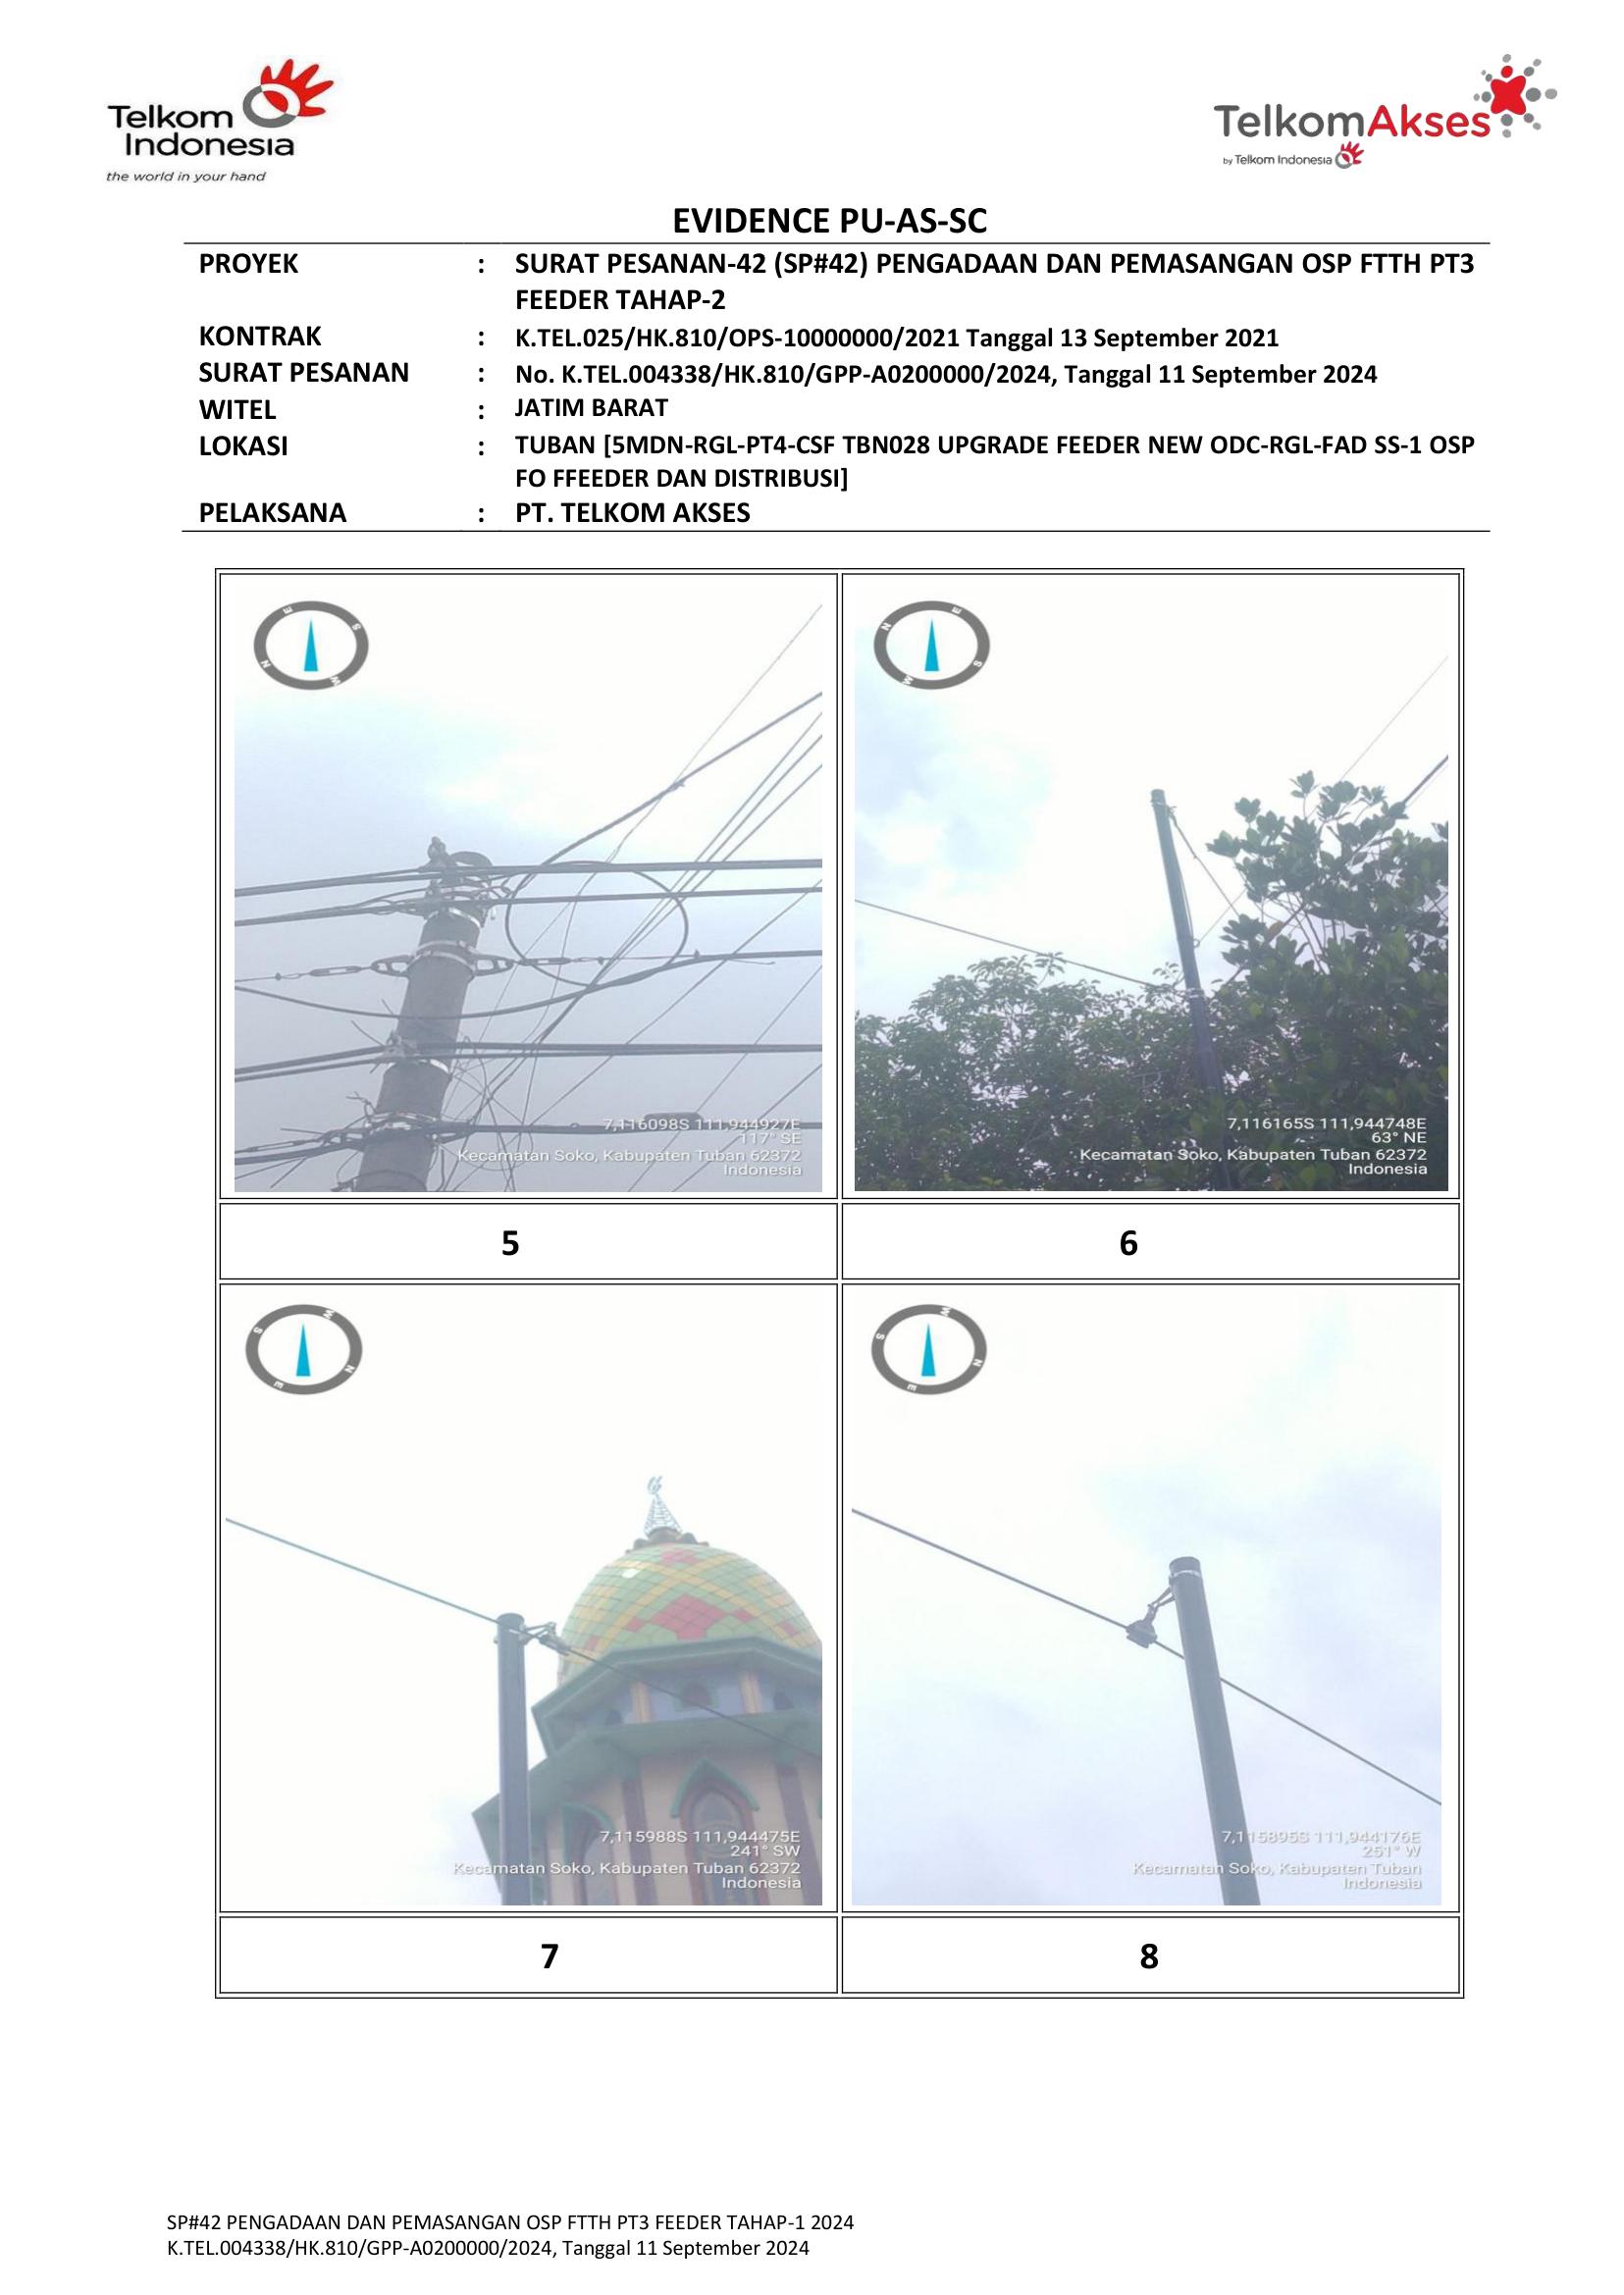 Telkom
Indonesia
the world in your hand
TelkomAkses
by Telkom Indonesia
EVIDENCE PU-AS-SC
PROYEK : SURAT PESANAN-42 (SP#42) PENGADAAN DAN PEMASANGAN OSP FTTH PT3
FEEDER TAHAP-2
KONTRAK : K.TEL.025/HK.810/OPS-10000000/2021 Tanggal 13 September 2021
SURAT PESANAN : No. K.TEL.004338/HK.810/GPP-A0200000/2024, Tanggal 11 September 2024
WITEL : JATIM BARAT
LOKASI : TUBAN [5MDN-RGL-PT4-CSF TBN028 UPGRADE FEEDER NEW ODC-RGL-FAD SS-1 OSP
FO FFEEDER DAN DISTRIBUSI]
PELAKSANA : PT. TELKOM AKSES
E
S
N
W
7,116098S 111,944927E
117° SE
Kecamatan Soko, Kabupaten Tuban 62372
Indonesia
E
N
S
W
7,116165S 111,944748E
63° NE
Kecamatan Soko, Kabupaten Tuban 62372
Indonesia
5
6
W
S
N
E
7,115988S 111,944475E
241° SW
Kecamatan Soko, Kabupaten Tuban 62372
Indonesia
W
S
N
E
7,115895S 111,944176E
251° W
Kecamatan Soko, Kabupaten Tuban
Indonesia
7
8
SP#42 PENGADAAN DAN PEMASANGAN OSP FTTH PT3 FEEDER TAHAP-1 2024
K.TEL.004338/HK.810/GPP-A0200000/2024, Tanggal 11 September 2024